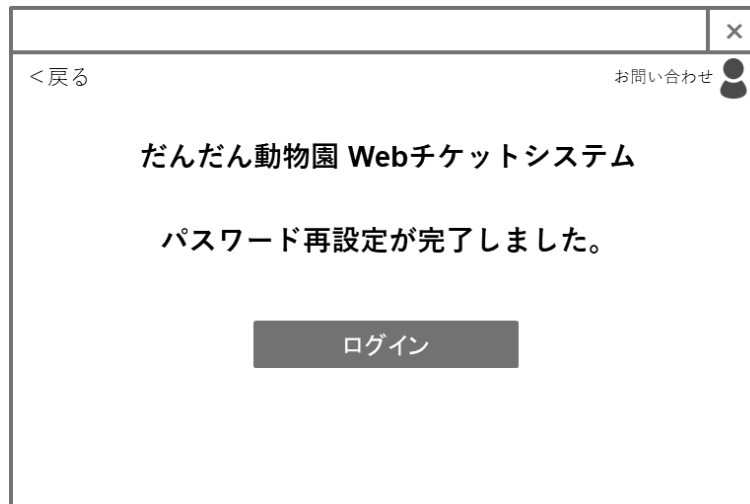 <戻る
お問い合わせ
だんだん動物園 Webチケットシステム
パスワード再設定が完了しました。
ログイン